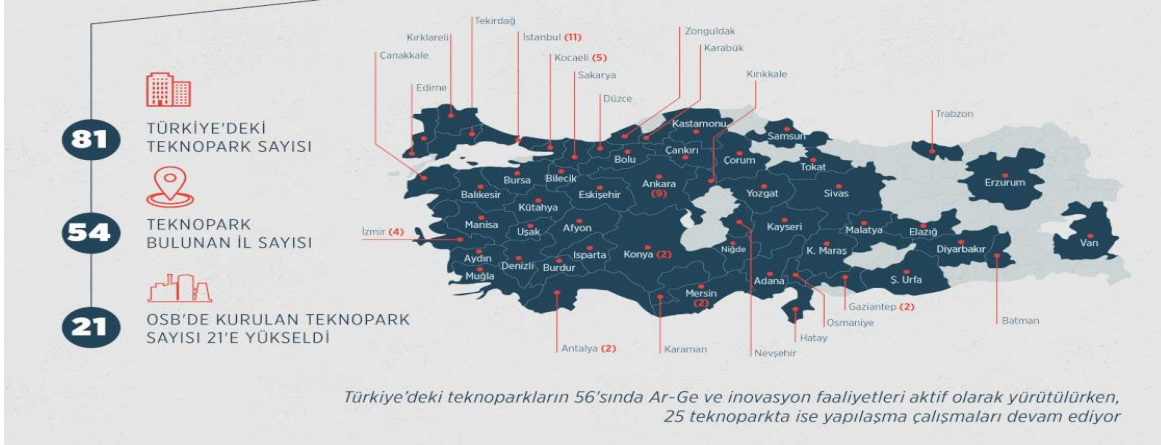 81
TÜRKİYE'DEKİ
TEKNOPARK SAYISI
54
TEKNOPARK
BULUNAN İL SAYISI
21
OSB'DE KURULAN TEKNOPARK
SAYISI 21'E YÜKSELDİ
Tekirdağ
Kırklareli
İstanbul (11)
Çanakkale
Kocaeli (5)
Edirne
Sakarya
Düzce
Zonguldak
Karabük
Kırıkkale
Trabzon
Kastamonu
Samsun
Bolu
Çankırı
Çorum
Tokat
Bursa
Bilecik
Balıkesir
Eskişehir
Ankara
(9)
Yozgat
Sivas
Erzurum
Kütahya
Manisa
Uşak
Afyon
Kayseri
Malatya
Elazığ
Diyarbakır
Van
İzmir (4)
Aydın
Muğla
Denizli
Burdur
Isparta
Konya (2)
Niğde
K. Maraş
Ş. Urfa
Adana
Mersin
(2)
Gaziantep (2)
Osmaniye
Batman
Hatay
Antalya (2)
Karaman
Nevşehir
Türkiye'deki teknoparkların 56'sında Ar-Ge ve inovasyon faaliyetleri aktif olarak yürütülürken,
25 teknoparkta ise yapılaşma çalışmaları devam ediyor